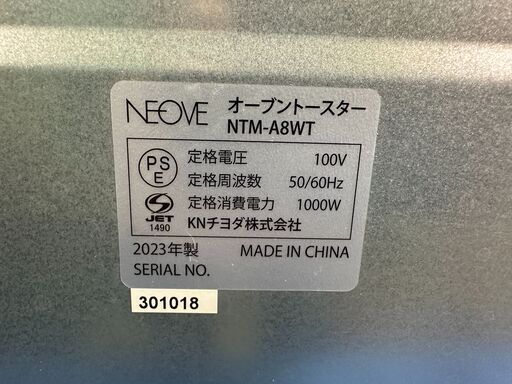 NEOVE オーブントースター
NTM-A8WT
PS
E
定格電圧 100V
定格周波数 50/60Hz
定格消費電力 1000W
JET
1490
KNチヨダ株式会社
2023年製 MADE IN CHINA
SERIAL NO.
301018